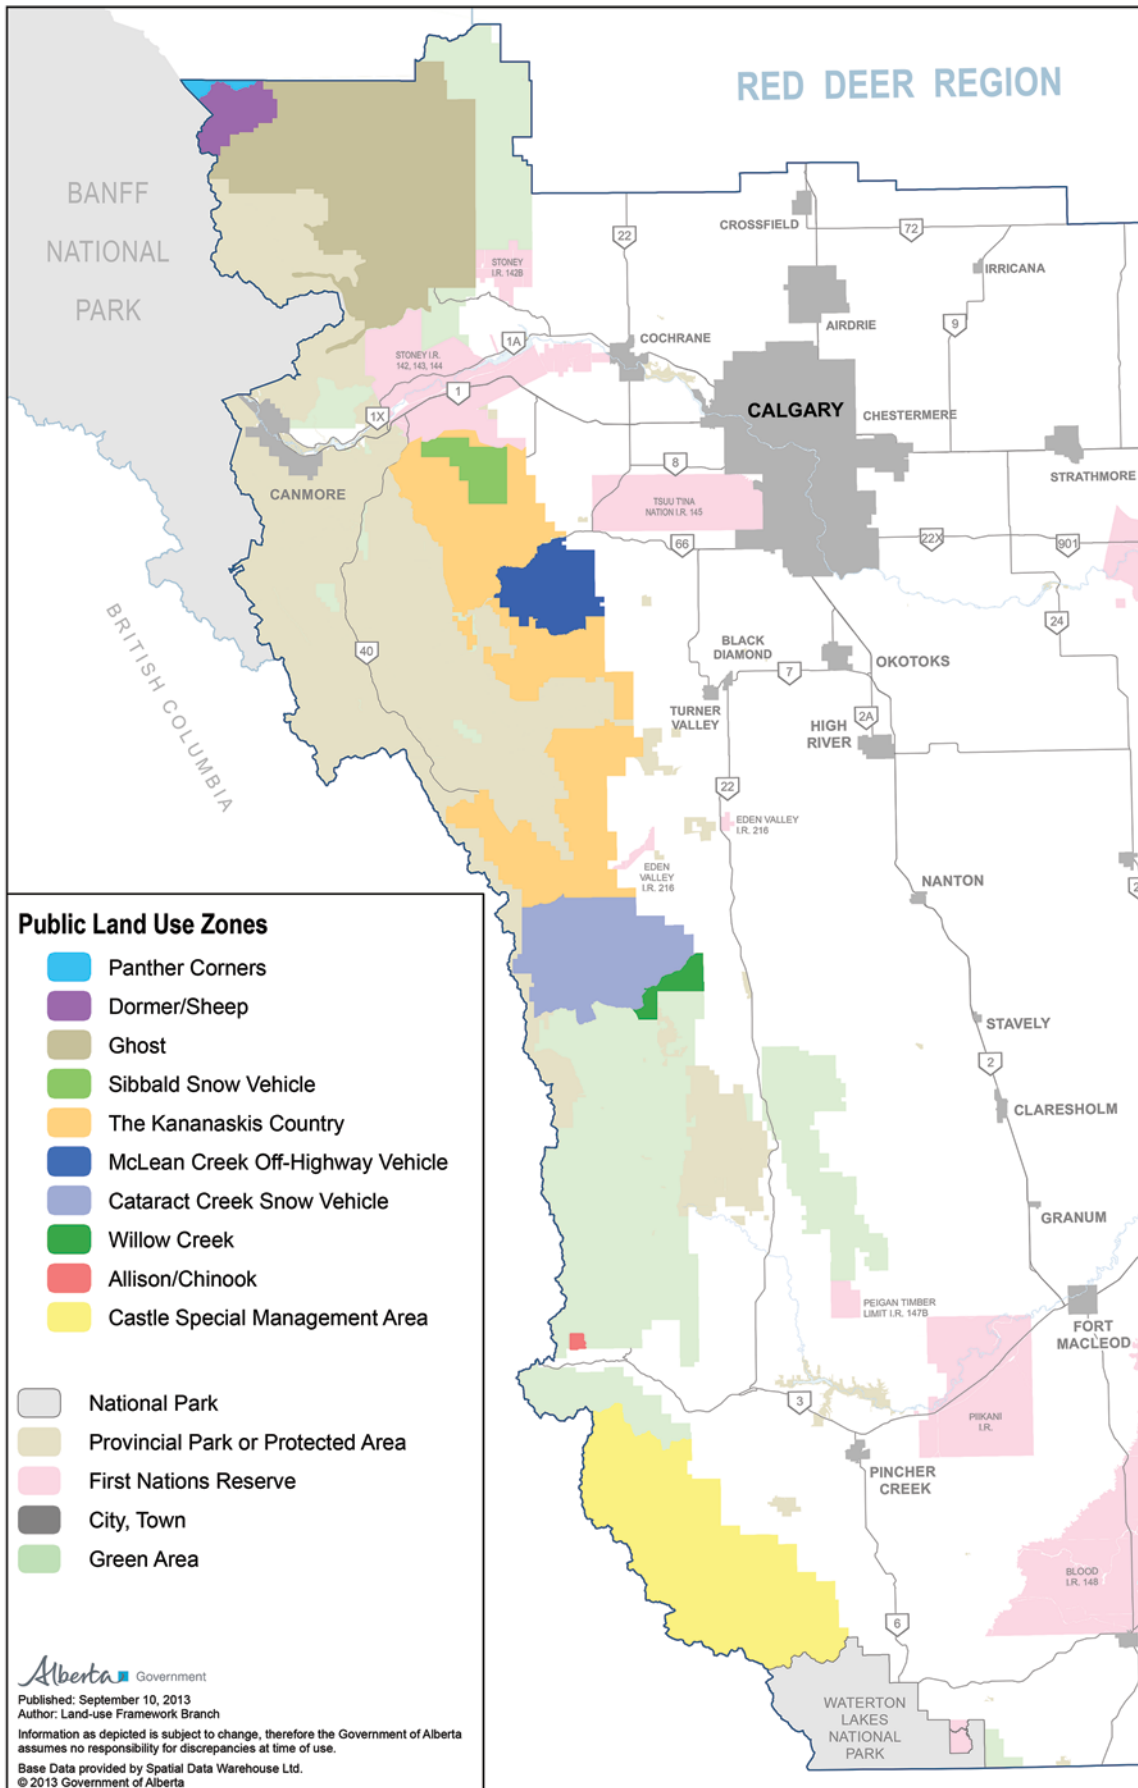 RED DEER REGION
BANFF
NATIONAL
PARK
CROSSFIELD
22
72
STONEY
I.R. 142B
IRRICANA
AIRDRIE
9
COCHRANE
1A
STONEY I.R.
142, 143, 144
1
1X
CALGARY
CHESTERMERE
8
STRATHMORE
CANMORE
TSUU T'INA
NATION I.R. 145
66
22X
901
BRITISH COLUMBIA
24
40
BLACK
DIAMOND
7
OKOTOKS
TURNER
VALLEY
2A
HIGH
RIVER
22
EDEN VALLEY
I.R. 216
EDEN
VALLEY
I.R. 216
2
NANTON
STAVELY
2
CLARESHOLM
GRANUM
PEIGAN TIMBER
LIMIT I.R. 147B
FORT
MACLEOD
3
PIIKANI
I.R.
PINCHER
CREEK
BLOOD
I.R. 148
6
WATERTON
LAKES
NATIONAL
PARK
Public Land Use Zones
Panther Corners
Dormer/Sheep
Ghost
Sibbald Snow Vehicle
The Kananaskis Country
McLean Creek Off-Highway Vehicle
Cataract Creek Snow Vehicle
Willow Creek
Allison/Chinook
Castle Special Management Area
National Park
Provincial Park or Protected Area
First Nations Reserve
City, Town
Green Area
Alberta Government
Published: September 10, 2013
Author: Land-use Framework Branch
Information as depicted is subject to change, therefore the Government of Alberta
assumes no responsibility for discrepancies at time of use.
Base Data provided by Spatial Data Warehouse Ltd.
© 2013 Government of Alberta